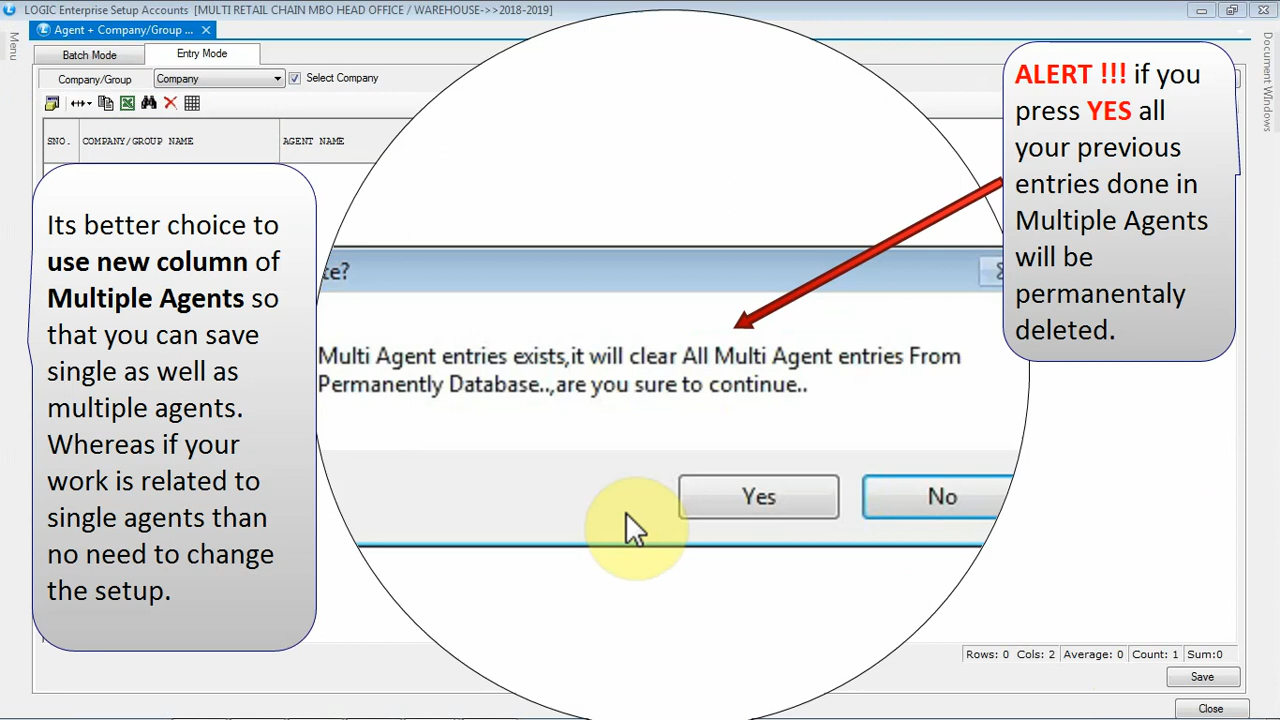 LOGIC Enterprise Setup Accounts [MULTI RETAIL CHAIN MBO HEAD OFFICE / WAREHOUSE->>2018-2019]
Agent + Company/Group ...
Menu
Document Windows
Batch Mode
Entry Mode
Company/Group
Company
Select Company
SNO.
COMPANY/GROUP NAME
AGENT NAME
Its better choice to
use new column of
Multiple Agents so
that you can save
single as well as
multiple agents.
Whereas if your
work is related to
single agents than
no need to change
the setup.
ALERT !!! if you
press YES all
your previous
entries done in
Multiple Agents
will be
permanentaly
deleted.
te?
Multi Agent entries exists,it will clear All Multi Agent entries From
Permanently Database..,are you sure to continue..
Yes
No
Rows: 0 Cols: 2 Average: 0 Count: 1 Sum:0
Save
Close